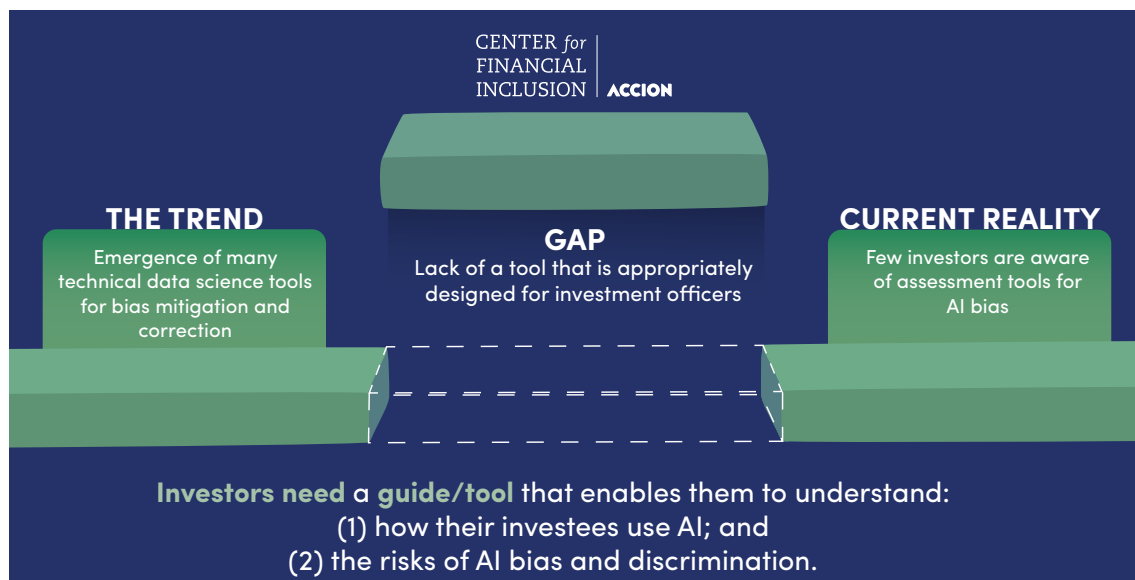 CENTER for
FINANCIAL
INCLUSION
ACCION
THE TREND
Emergence of many
technical data science tools
for bias mitigation and
correction
GAP
Lack of a tool that is appropriately
designed for investment officers
CURRENT REALITY
Few investors are aware
of assessment tools for
AI bias
Investors need a guide/tool that enables them to understand:
(1) how their investees use AI; and
(2) the risks of AI bias and discrimination.